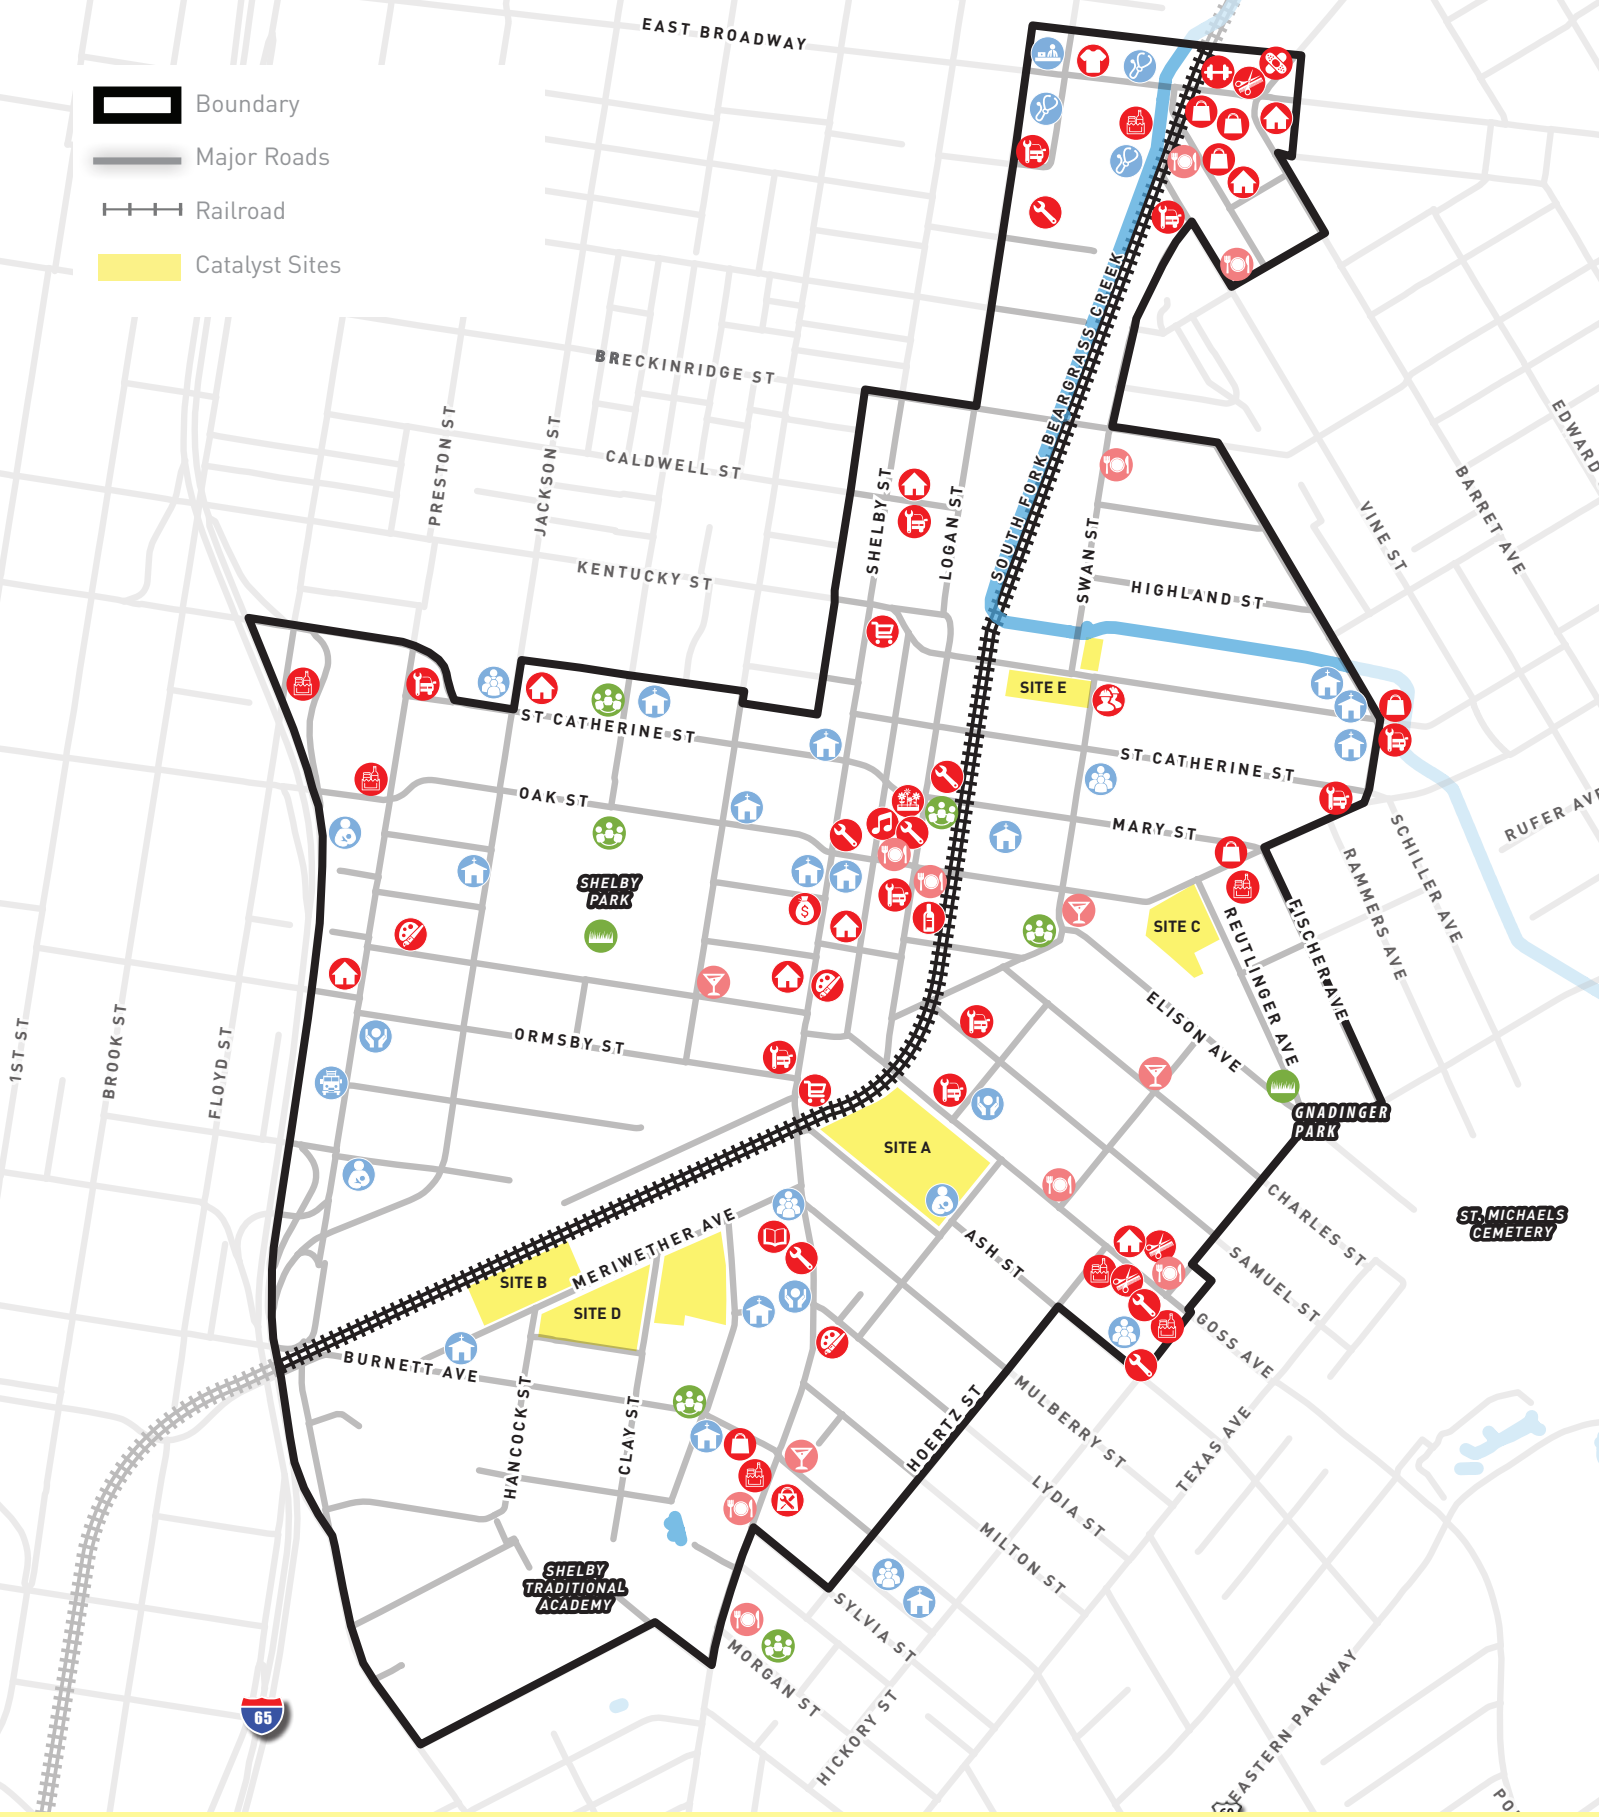 EAST BROADWAY
Boundary
Major Roads
Railroad
Catalyst Sites
BRECKINRIDGE ST
CALDWELL ST
KENTUCKY ST
PRESTON ST
JACKSON ST
SHELBY ST
LOGAN ST
SOUTH FORK BEARGRASS CREEK
SWAN ST
HIGHLAND ST
VINE ST
BARRET AVE
EDWARD
SITE E
ST CATHERINE ST
ST CATHERINE ST
OAK ST
MARY ST
RUFER AVE
SCHILLER AVE
RAMMERS AVE
SHELBY
PARK
SITE C
REUTLINGER AVE
FISCHER AVE
ELISON AVE
1ST ST
BROOK ST
FLOYD ST
ORMSBY ST
GNADINGER
PARK
SITE A
CHARLES ST
ST. MICHAELS
CEMETERY
ASH ST
SAMUEL ST
MERIWETHER AVE
SITE B
SITE D
GOSS AVE
BURNETT AVE
HANCOCK ST
CLAY ST
HOERTZ ST
MULBERRY ST
TEXAS AVE
LYDIA ST
MILTON ST
SHELBY
TRADITIONAL
ACADEMY
SYLVIA ST
MORGAN ST
HICKORY ST
EASTERN PARKWAY
65